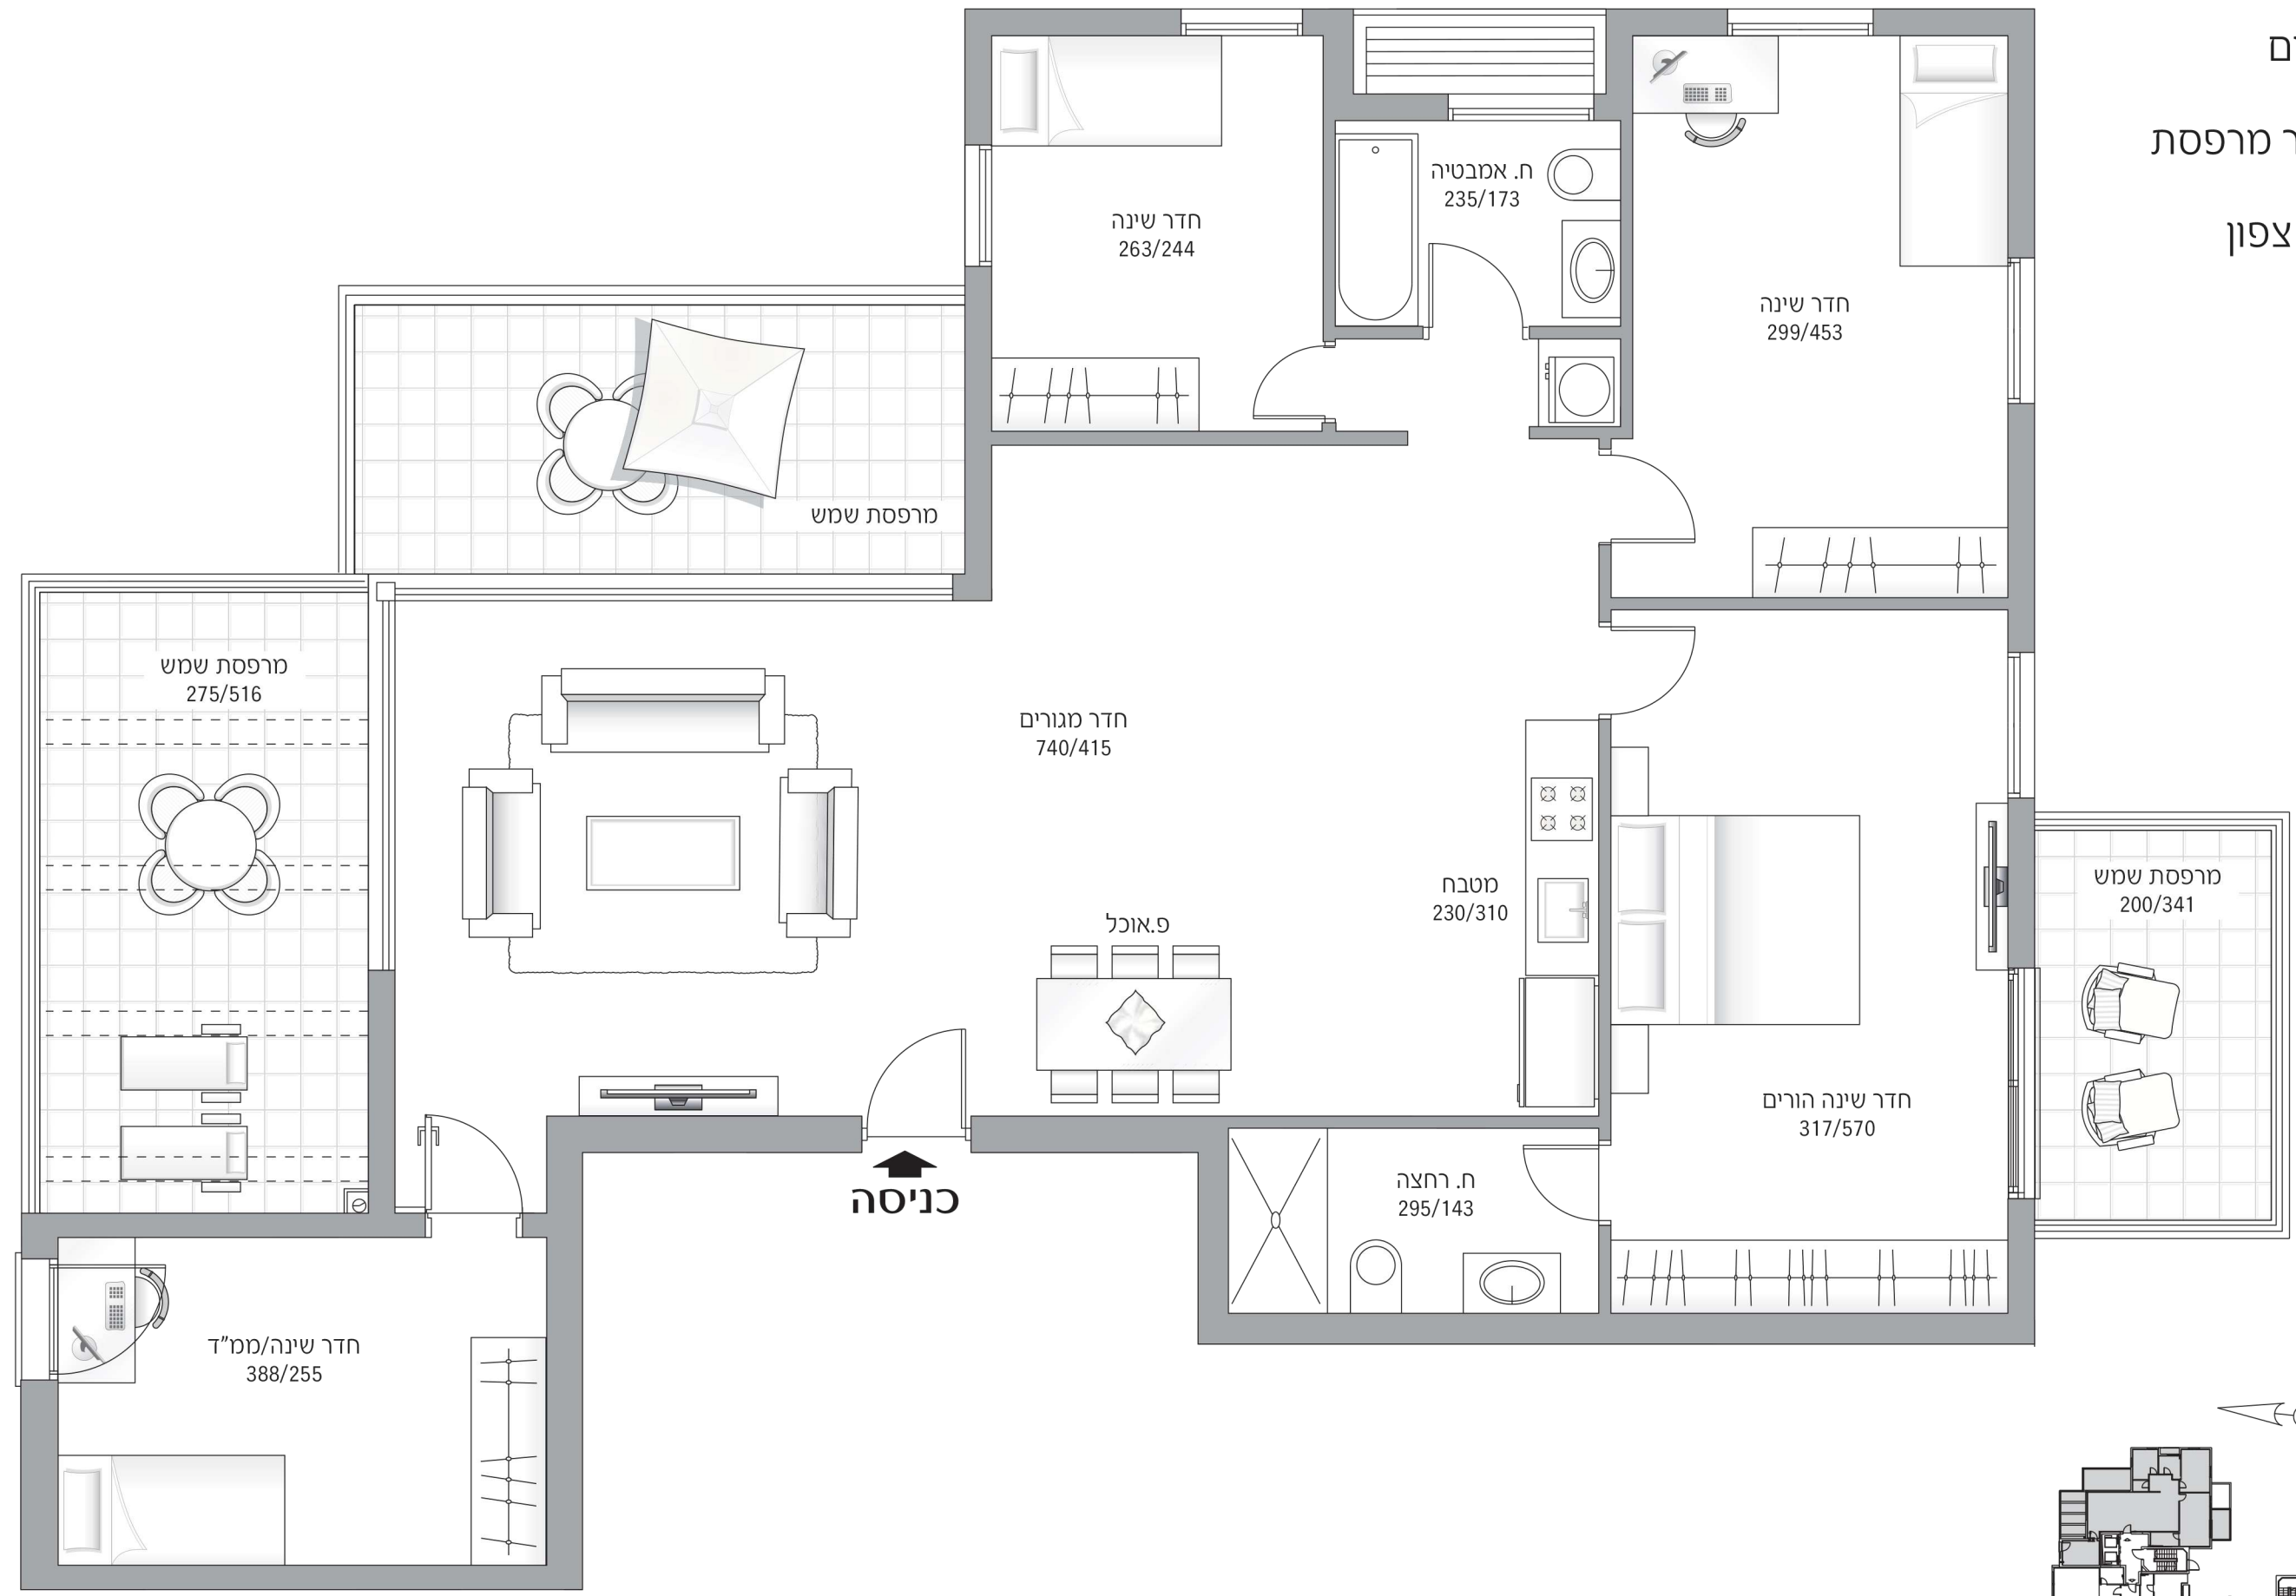 מרפסת
צפון
חדר שינה
263/244
ח. אמבטיה
235/173
חדר שינה
299/453
מרפסת שמש
מרפסת שמש
275/516
חדר מגורים
740/415
מטבח
230/310
פ.אוכל
מרפסת שמש
200/341
חדר שינה הורים
317/570
ח. רחצה
295/143
כניסה
חדר שינה/ממ"ד
388/255